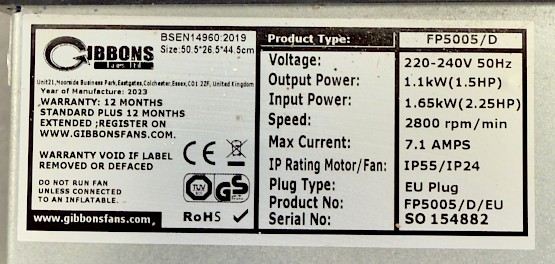 GIBBONS
Fans Ltd
BSEN14960:2019
Size:50.5*26.5*44.5cm
Unit21,Moorside Business Park,Eastgates,Colchester,Essex,CO1 2ZF, United Kingdom
Year of Manufacture: 2023
WARRANTY: 12 MONTHS
STANDARD PLUS 12 MONTHS
EXTENDED ;REGISTER ON
WWW.GIBBONSFANS.COM.
WARRANTY VOID IF LABEL
REMOVED OR DEFACED
CE
DO NOT RUN FAN
UNLESS CONNECTED
TO AN INFLATABLE.
TUV
GS
www.gibbonsfans.com
RoHS
Product Type: FP5005/D
Voltage: 220-240V 50Hz
Output Power: 1.1kW(1.5HP)
Input Power: 1.65kW(2.25HP)
Speed: 2800 rpm/min
Max Current: 7.1 AMPS
IP Rating Motor/Fan: IP55/IP24
Plug Type: EU Plug
Product No: FP5005/D/EU
Serial No: SO 154882